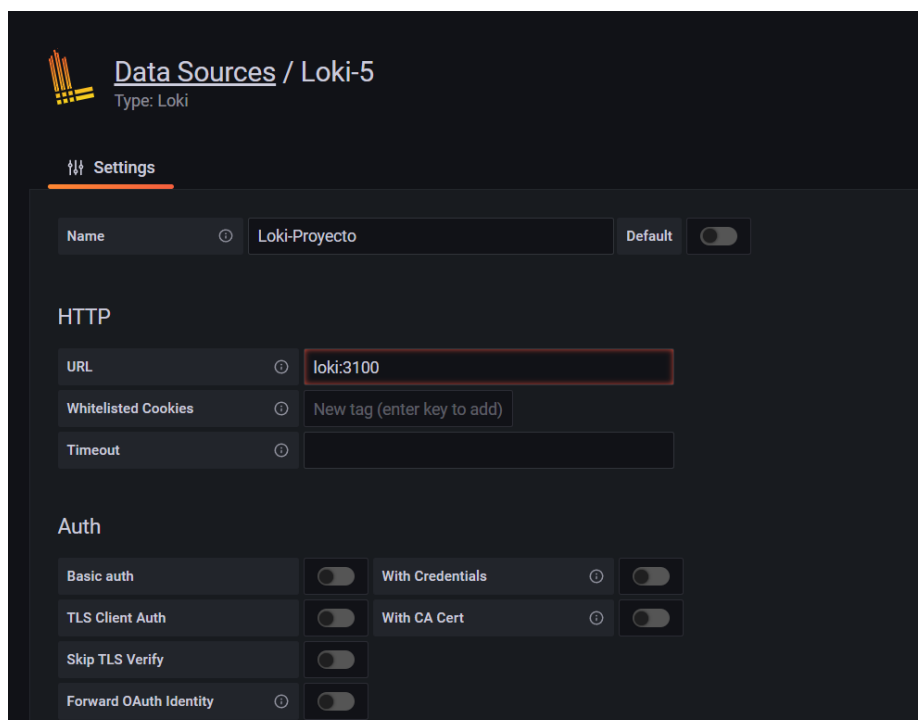 Data Sources / Loki-5
Type: Loki
Settings
Name Loki-Proyecto Default
HTTP
URL loki:3100
Whitelisted Cookies New tag (enter key to add)
Timeout
Auth
Basic auth With Credentials
TLS Client Auth With CA Cert
Skip TLS Verify
Forward OAuth Identity